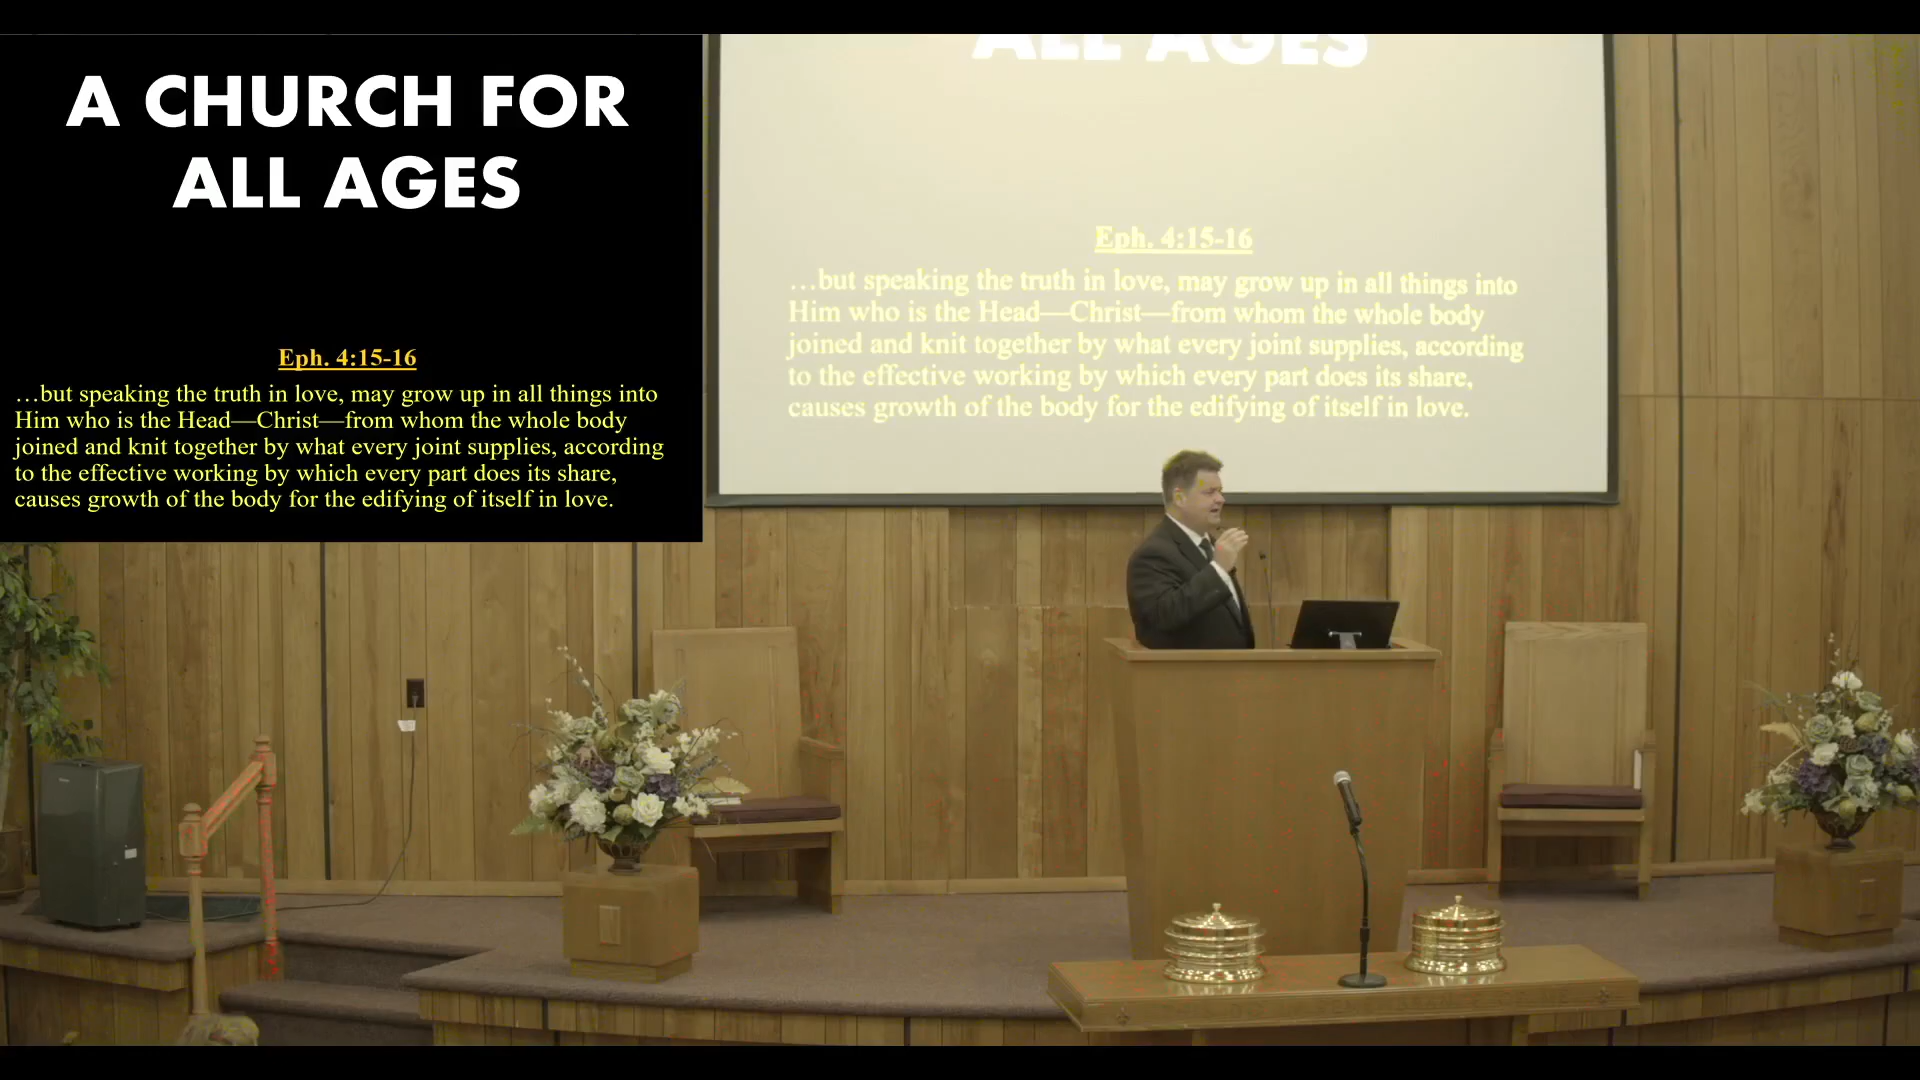 A CHURCH FOR
ALL AGES
Eph. 4:15-16
…but speaking the truth in love, may grow up in all things into
Him who is the Head—Christ—from whom the whole body
joined and knit together by what every joint supplies, according
to the effective working by which every part does its share,
causes growth of the body for the edifying of itself in love.
ALL AGES
Eph. 4:15-16
…but speaking the truth in love, may grow up in all things into
Him who is the Head—Christ—from whom the whole body
joined and knit together by what every joint supplies, according
to the effective working by which every part does its share,
causes growth of the body for the edifying of itself in love.